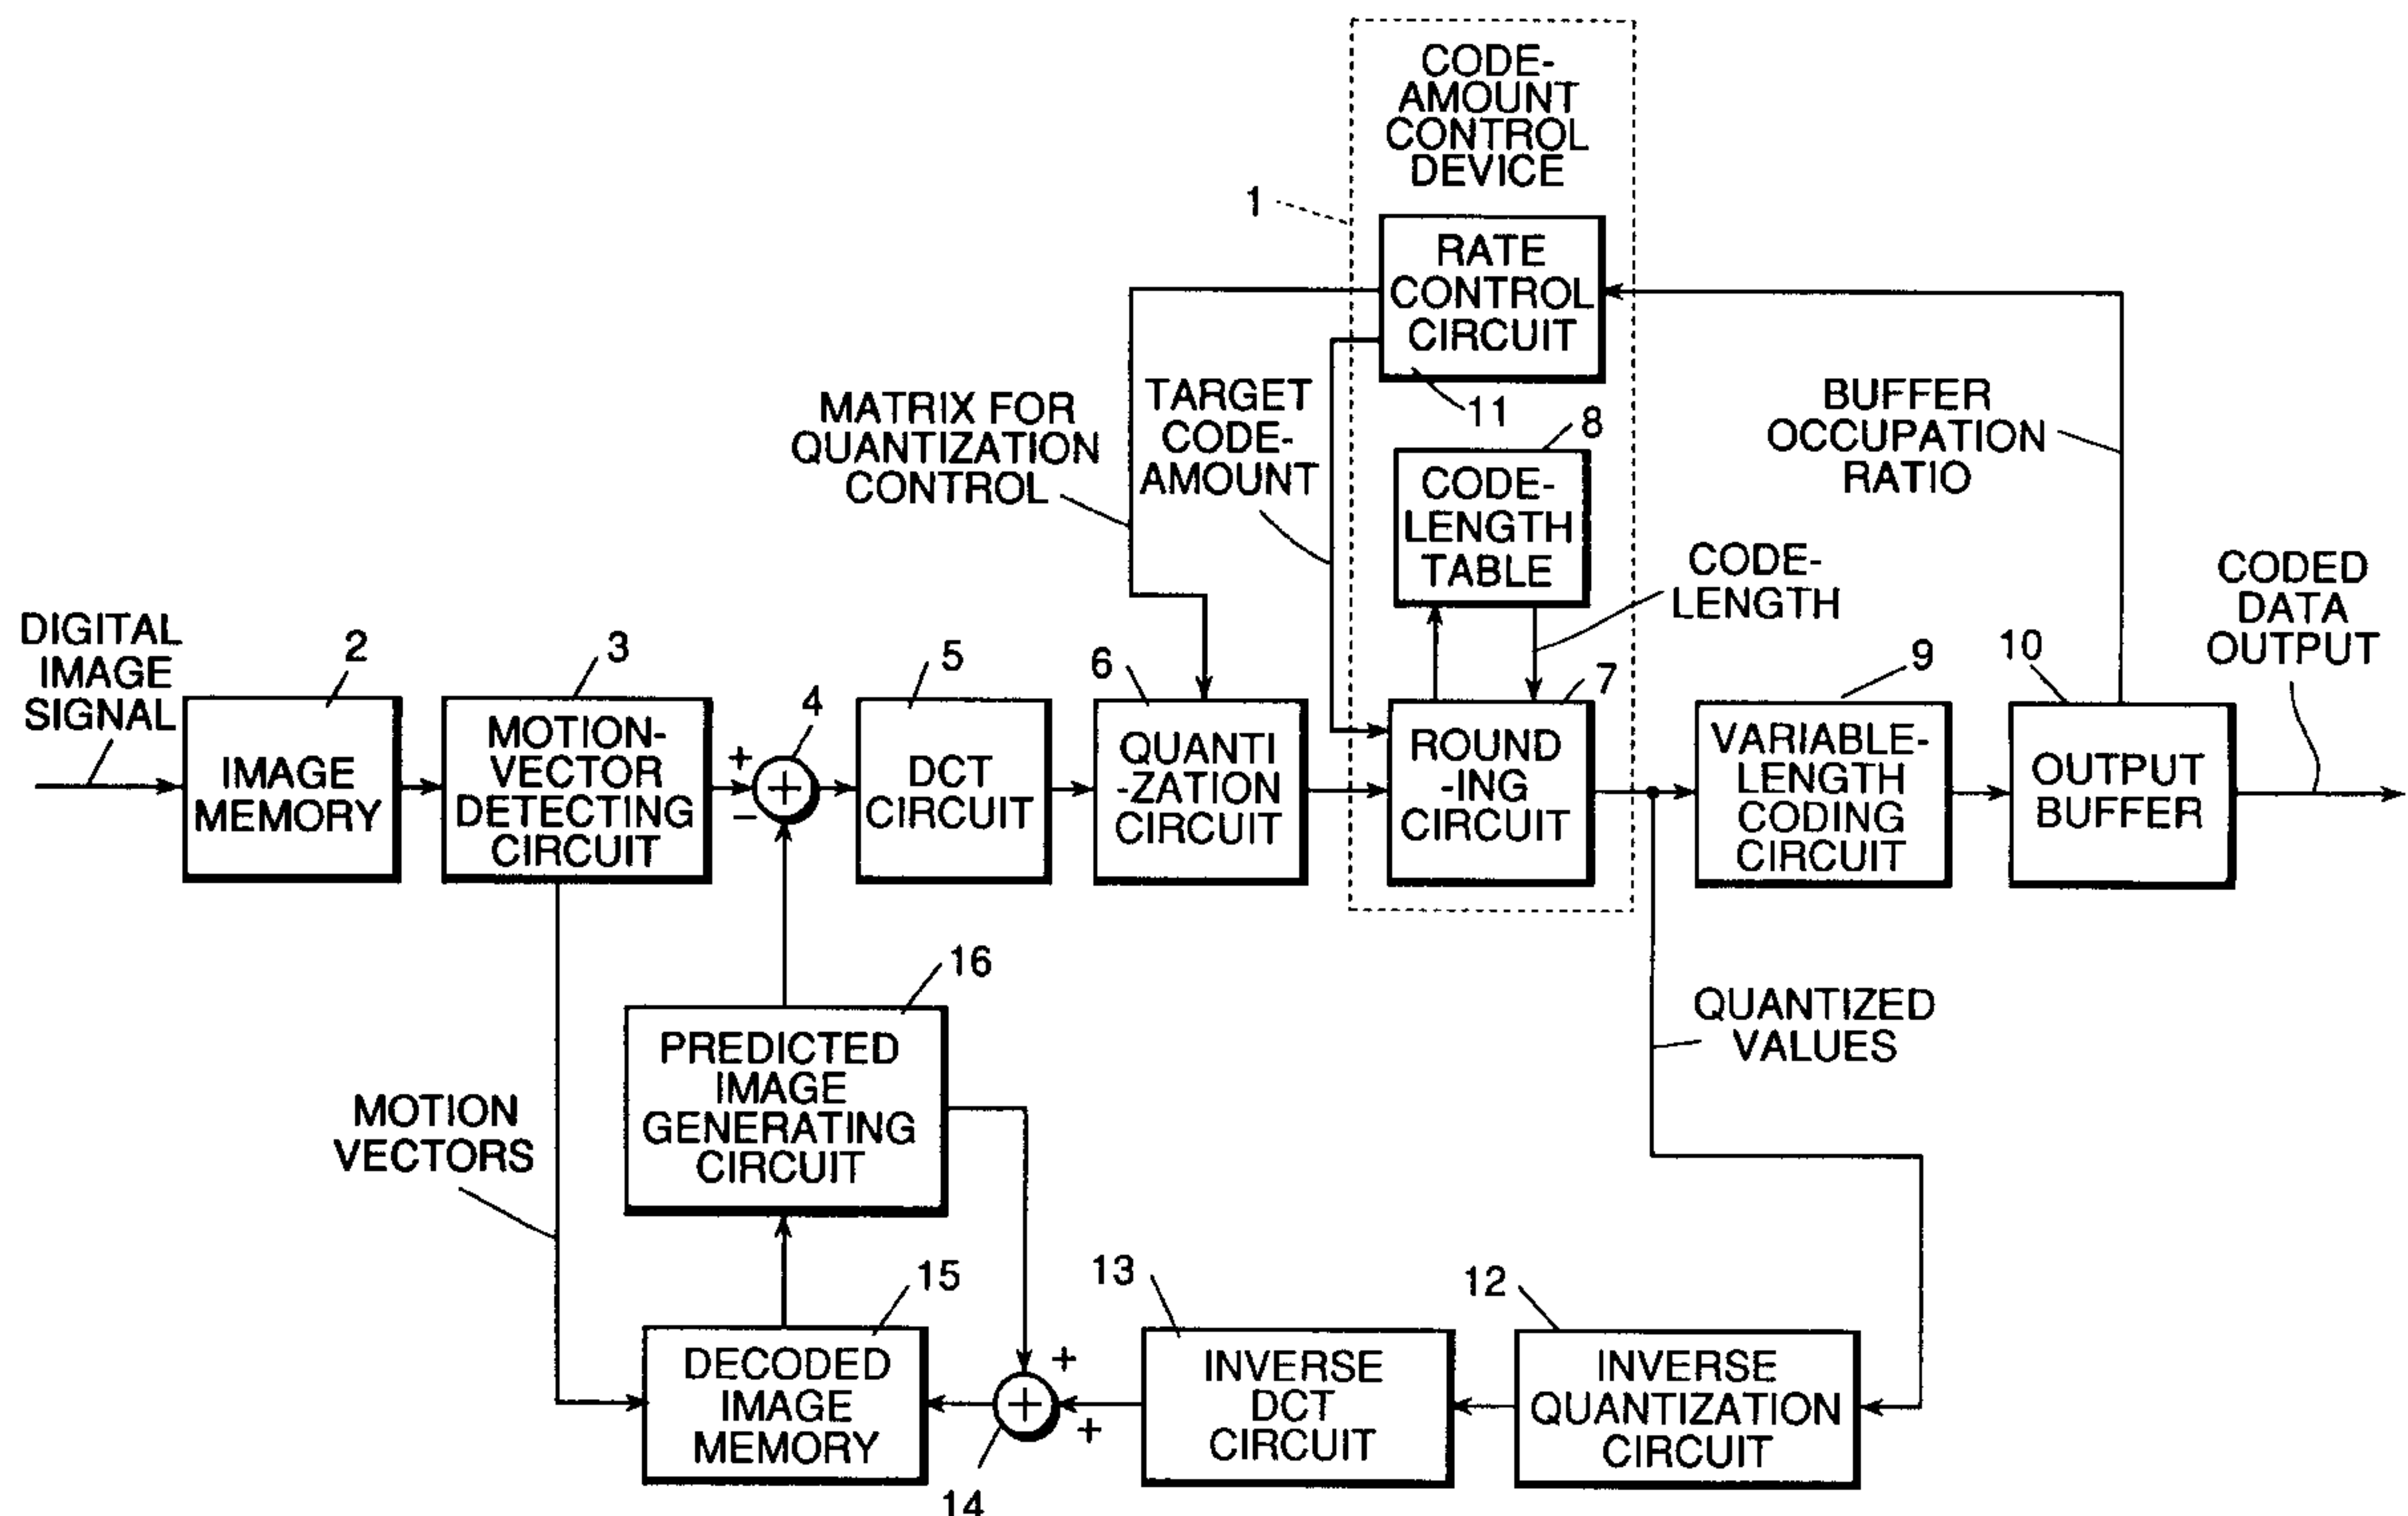 CODE-
AMOUNT
CONTROL
DEVICE
1
RATE
CONTROL
CIRCUIT
11
MATRIX FOR
QUANTIZATION
CONTROL
TARGET
CODE-
AMOUNT
8
CODE-
LENGTH
TABLE
CODE-
LENGTH
BUFFER
OCCUPATION
RATIO
CODED
DATA
OUTPUT
DIGITAL
IMAGE
SIGNAL
2
IMAGE
MEMORY
3
MOTION-
VECTOR
DETECTING
CIRCUIT
4
+
−
+
5
DCT
CIRCUIT
6
QUANTI
-ZATION
CIRCUIT
7
ROUND
-ING
CIRCUIT
9
VARIABLE-
LENGTH
CODING
CIRCUIT
10
OUTPUT
BUFFER
16
PREDICTED
IMAGE
GENERATING
CIRCUIT
QUANTIZED
VALUES
MOTION
VECTORS
15
DECODED
IMAGE
MEMORY
+
+
+
14
13
INVERSE
DCT
CIRCUIT
12
INVERSE
QUANTIZATION
CIRCUIT